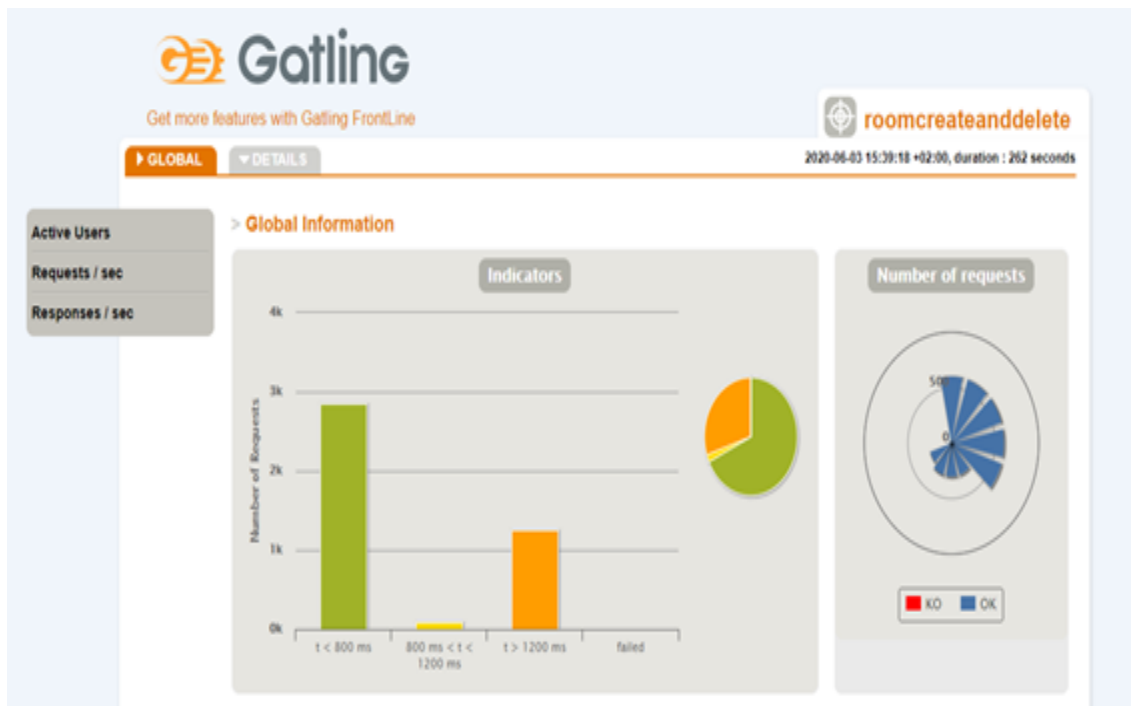 Gatling
Get more features with Gatling FrontLine
roomcreateanddelete
GLOBAL
DETAILS
2020-06-03 15:39:18 +02:00, duration : 262 seconds
Active Users
Requests / sec
Responses / sec
> Global Information
Indicators
Number of Requests
4k
3k
2k
1k
0k
t < 800 ms
800 ms < t <
1200 ms
t > 1200 ms
failed
Number of requests
0
KO
OK